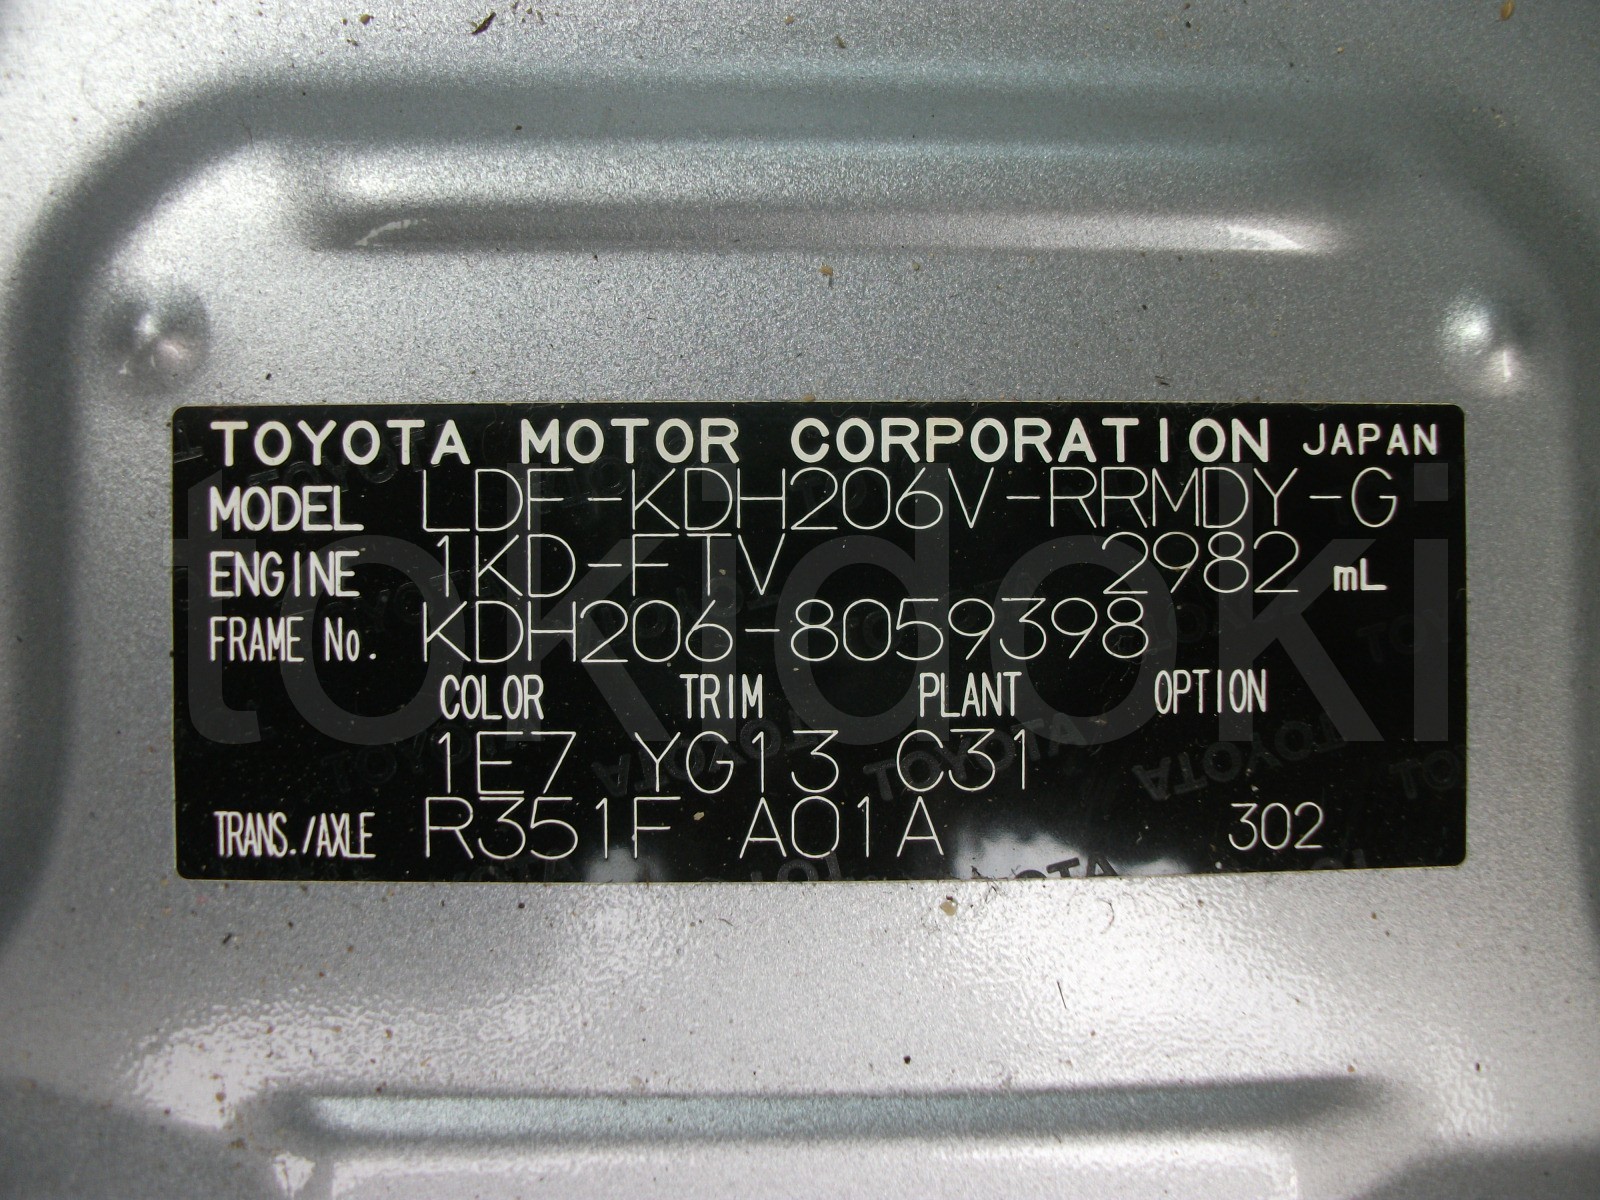 TOYOTA MOTOR CORPORATION JAPAN
MODEL LDF-KDH206V-RRMDY-G
ENGINE 1KD-FTV 2982 mL
FRAME No. KDH206-8059398
COLOR TRIM PLANT OPTION
1E7 YG13 C31
TRANS./AXLE R351F A01A 302
tokidoki